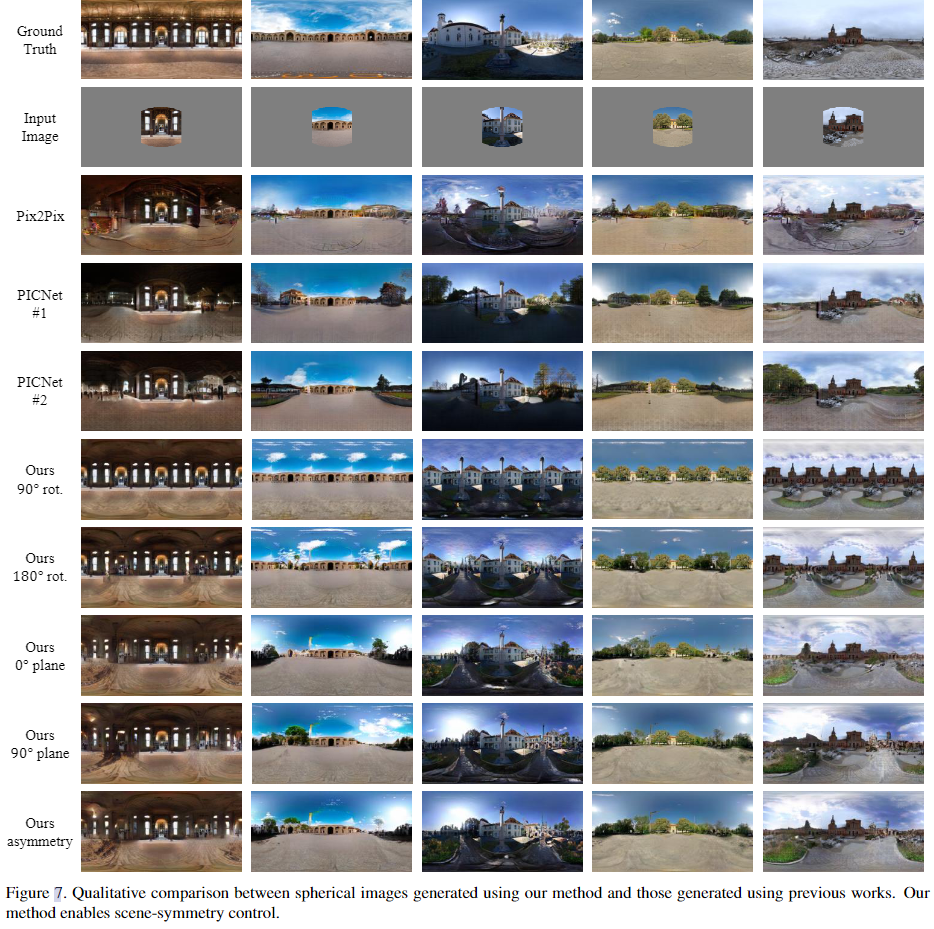 Ground
Truth
Input
Image
Pix2Pix
PICNet
#1
PICNet
#2
Ours
90° rot.
Ours
180° rot.
Ours
0° plane
Ours
90° plane
Ours
asymmetry
Figure 7. Qualitative comparison between spherical images generated using our method and those generated using previous works. Our
method enables scene-symmetry control.